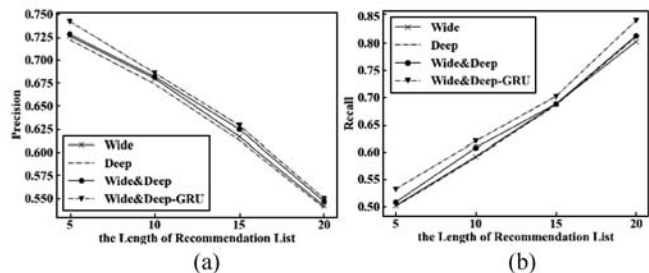 0.750
0.725
0.700
0.675
0.650
0.625
0.600
0.575
0.550
Precision
Wide
Deep
Wide&Deep
Wide&Deep-GRU
5 10 15 20
the Length of Recommendation List
(a)
0.85
0.80
0.75
0.70
0.65
0.60
0.55
0.50
Recall
Wide
Deep
Wide&Deep
Wide&Deep-GRU
5 10 15 20
the Length of Recommendation List
(b)